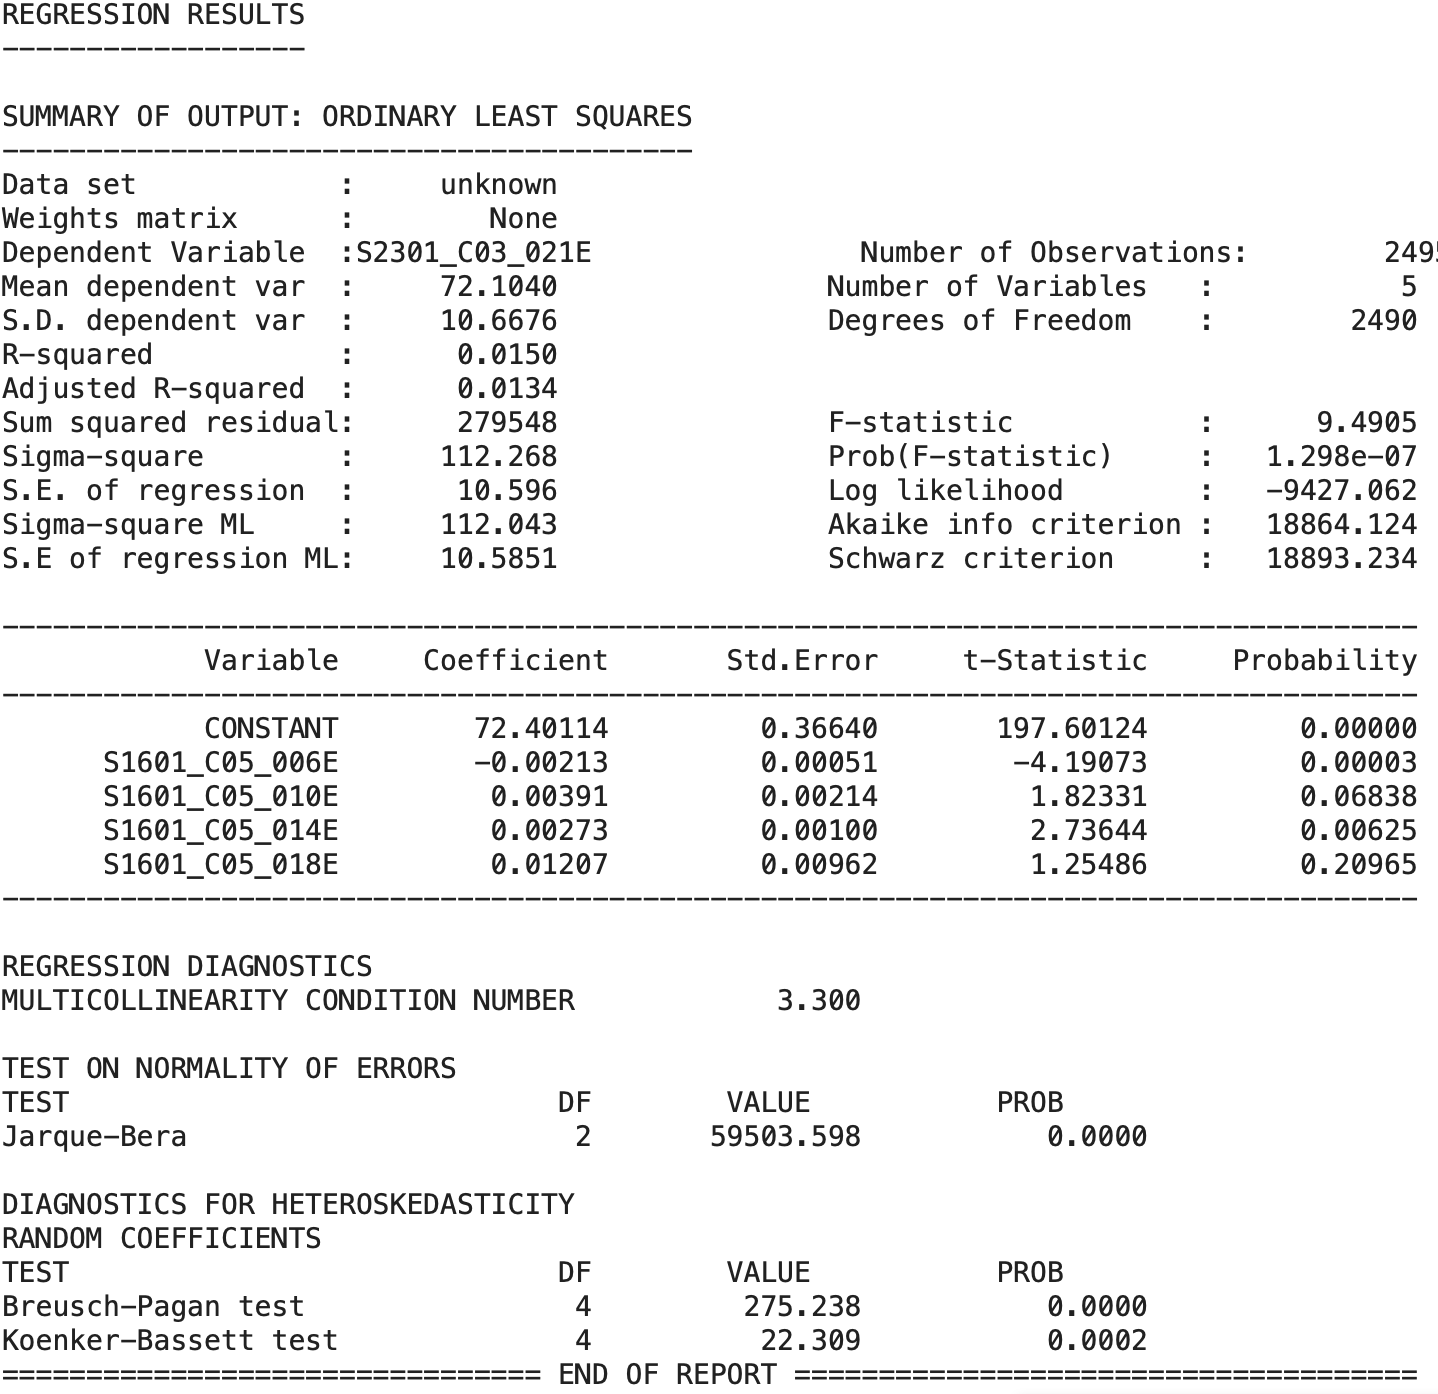 REGRESSION RESULTS
------------------
SUMMARY OF OUTPUT: ORDINARY LEAST SQUARES
-----------------------------------------
Data set            :     unknown
Weights matrix      :        None
Dependent Variable  :S2301_C03_021E                Number of Observations:        2495
Mean dependent var  :     72.1040                Number of Variables   :           5
S.D. dependent var  :     10.6676                Degrees of Freedom    :        2490
R-squared           :      0.0150
Adjusted R-squared  :      0.0134
Sum squared residual:      279548                F-statistic           :      9.4905
Sigma-square        :     112.268                Prob(F-statistic)     :   1.298e-07
S.E. of regression  :      10.596                Log likelihood        :   -9427.062
Sigma-square ML     :     112.043                Akaike info criterion :   18864.124
S.E of regression ML:     10.5851                Schwarz criterion     :   18893.234
------------------------------------------------------------------------------------
            Variable     Coefficient       Std.Error     t-Statistic     Probability
------------------------------------------------------------------------------------
            CONSTANT        72.40114         0.36640       197.60124         0.00000
      S1601_C05_006E        -0.00213         0.00051        -4.19073         0.00003
      S1601_C05_010E         0.00391         0.00214         1.82331         0.06838
      S1601_C05_014E         0.00273         0.00100         2.73644         0.00625
      S1601_C05_018E         0.01207         0.00962         1.25486         0.20965
------------------------------------------------------------------------------------
REGRESSION DIAGNOSTICS
MULTICOLLINEARITY CONDITION NUMBER            3.300
TEST ON NORMALITY OF ERRORS
TEST                             DF        VALUE           PROB
Jarque-Bera                       2       59503.598           0.0000
DIAGNOSTICS FOR HETEROSKEDASTICITY
RANDOM COEFFICIENTS
TEST                             DF        VALUE           PROB
Breusch-Pagan test                4         275.238           0.0000
Koenker-Bassett test              4          22.309           0.0002
================================ END OF REPORT =====================================